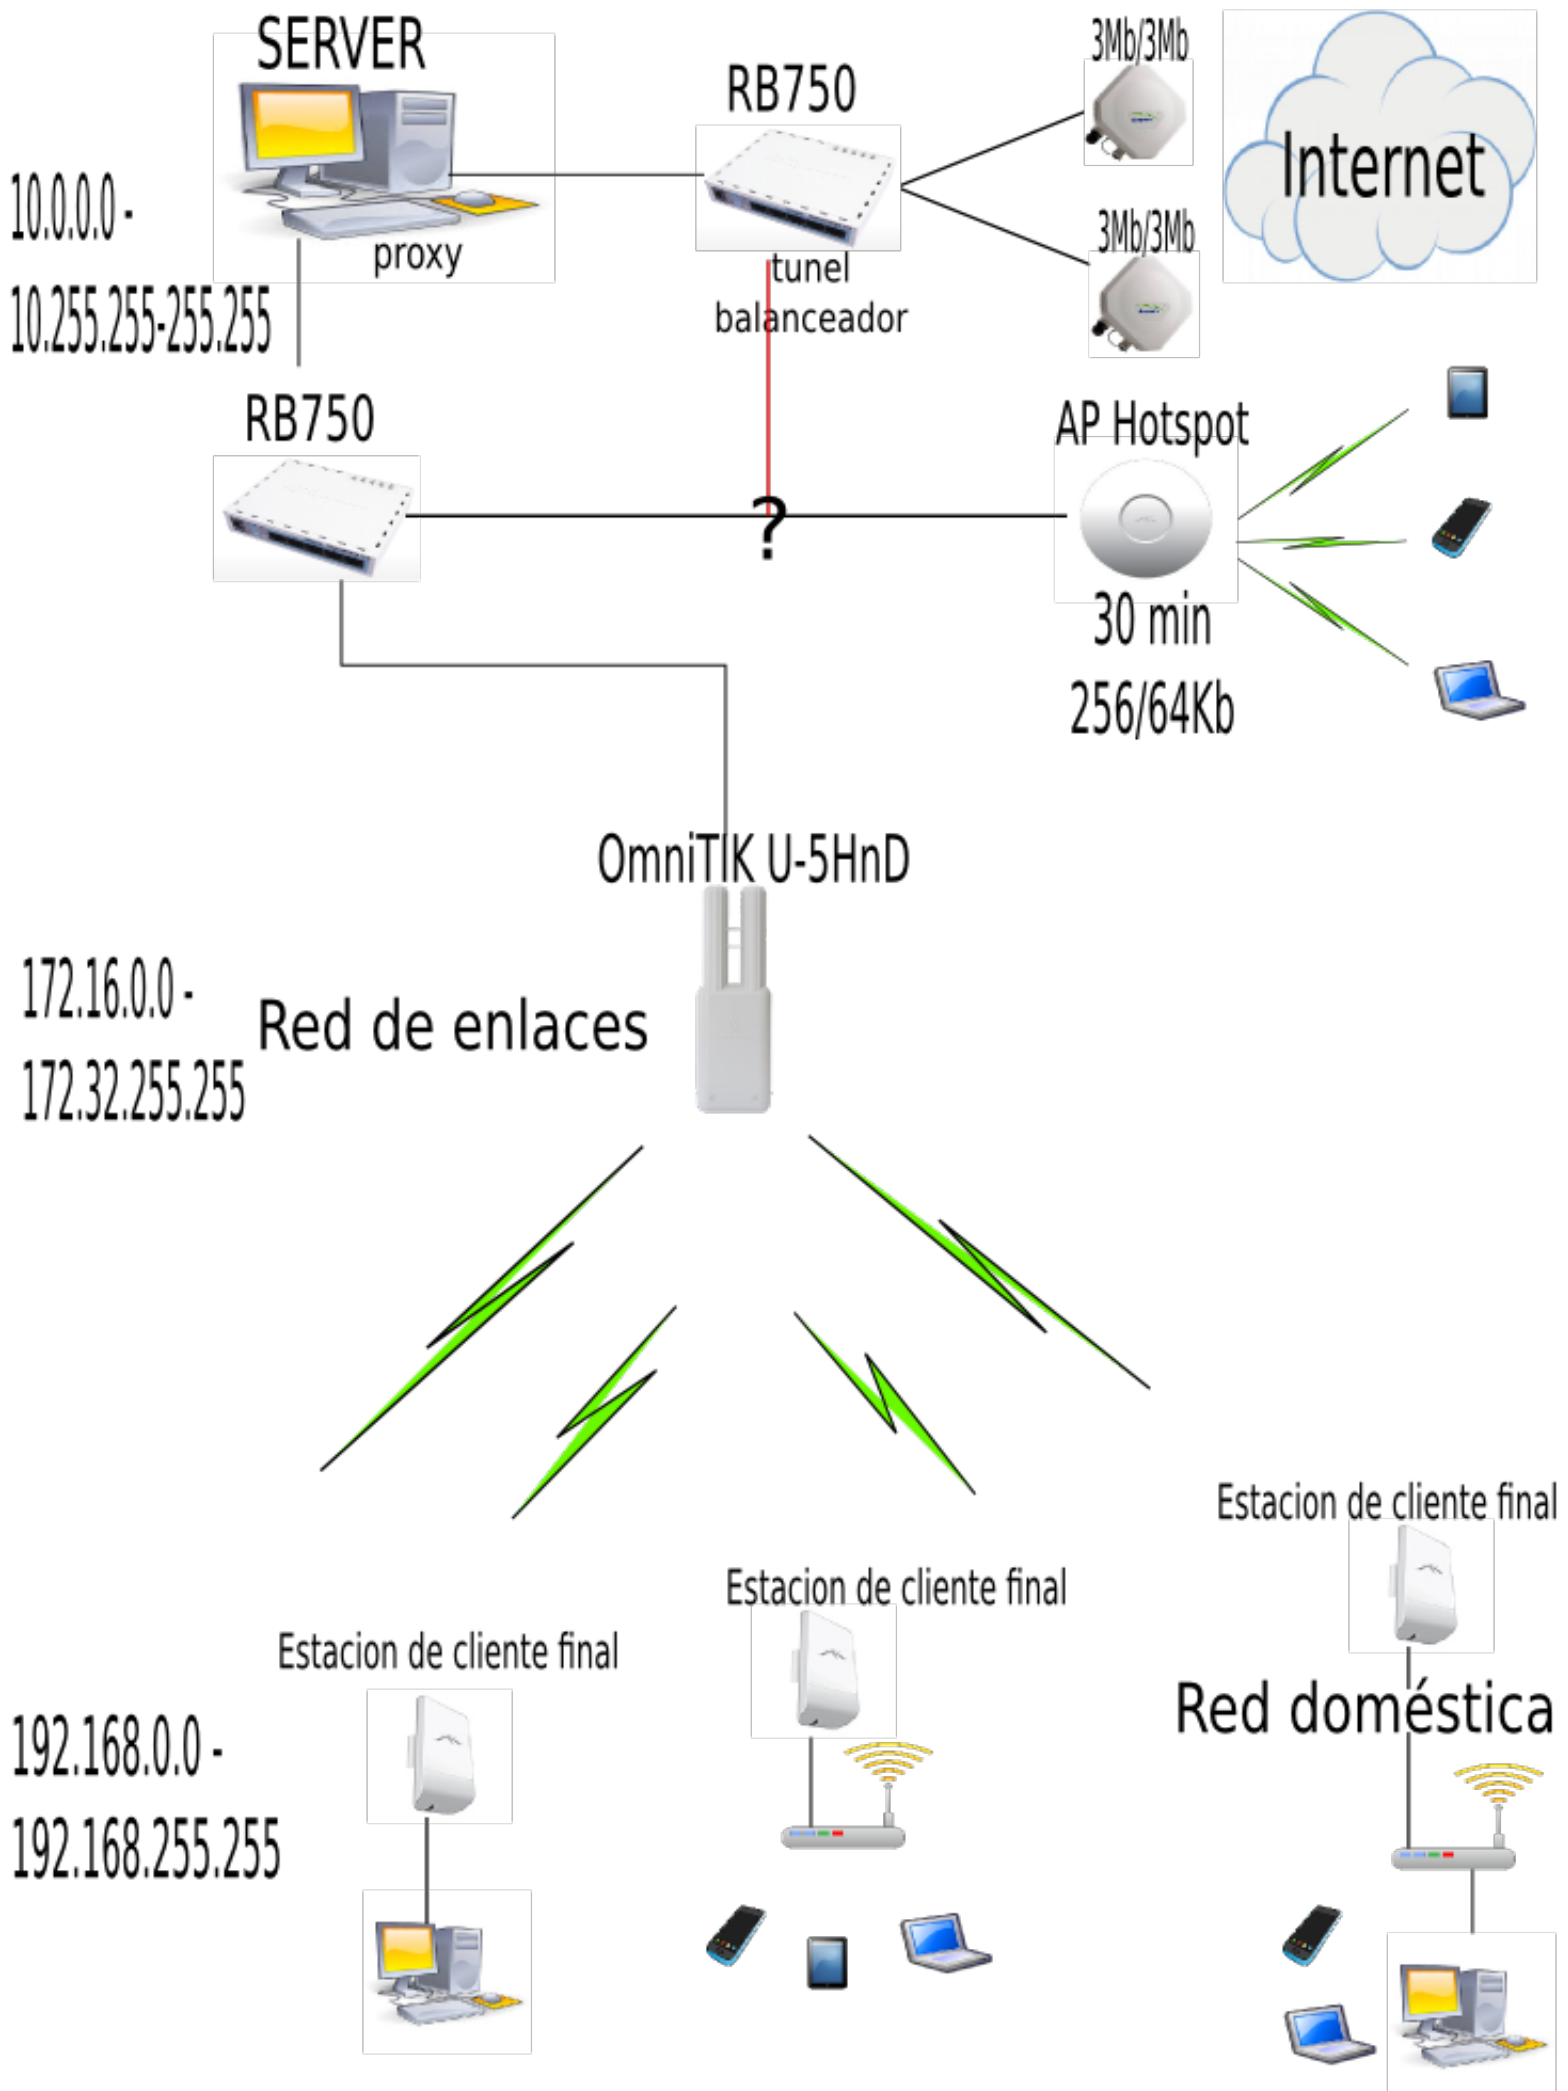 SERVER
proxy
RB750
tunel
balanceador
3Mb/3Mb
3Mb/3Mb
Internet
10.0.0.0 -
10.255.255-255.255
RB750
?
AP Hotspot
30 min
256/64Kb
OmniTIK U-5HnD
172.16.0.0 -
172.32.255.255
Red de enlaces
Estacion de cliente final
Estacion de cliente final
Estacion de cliente final
Red doméstica
192.168.0.0 -
192.168.255.255